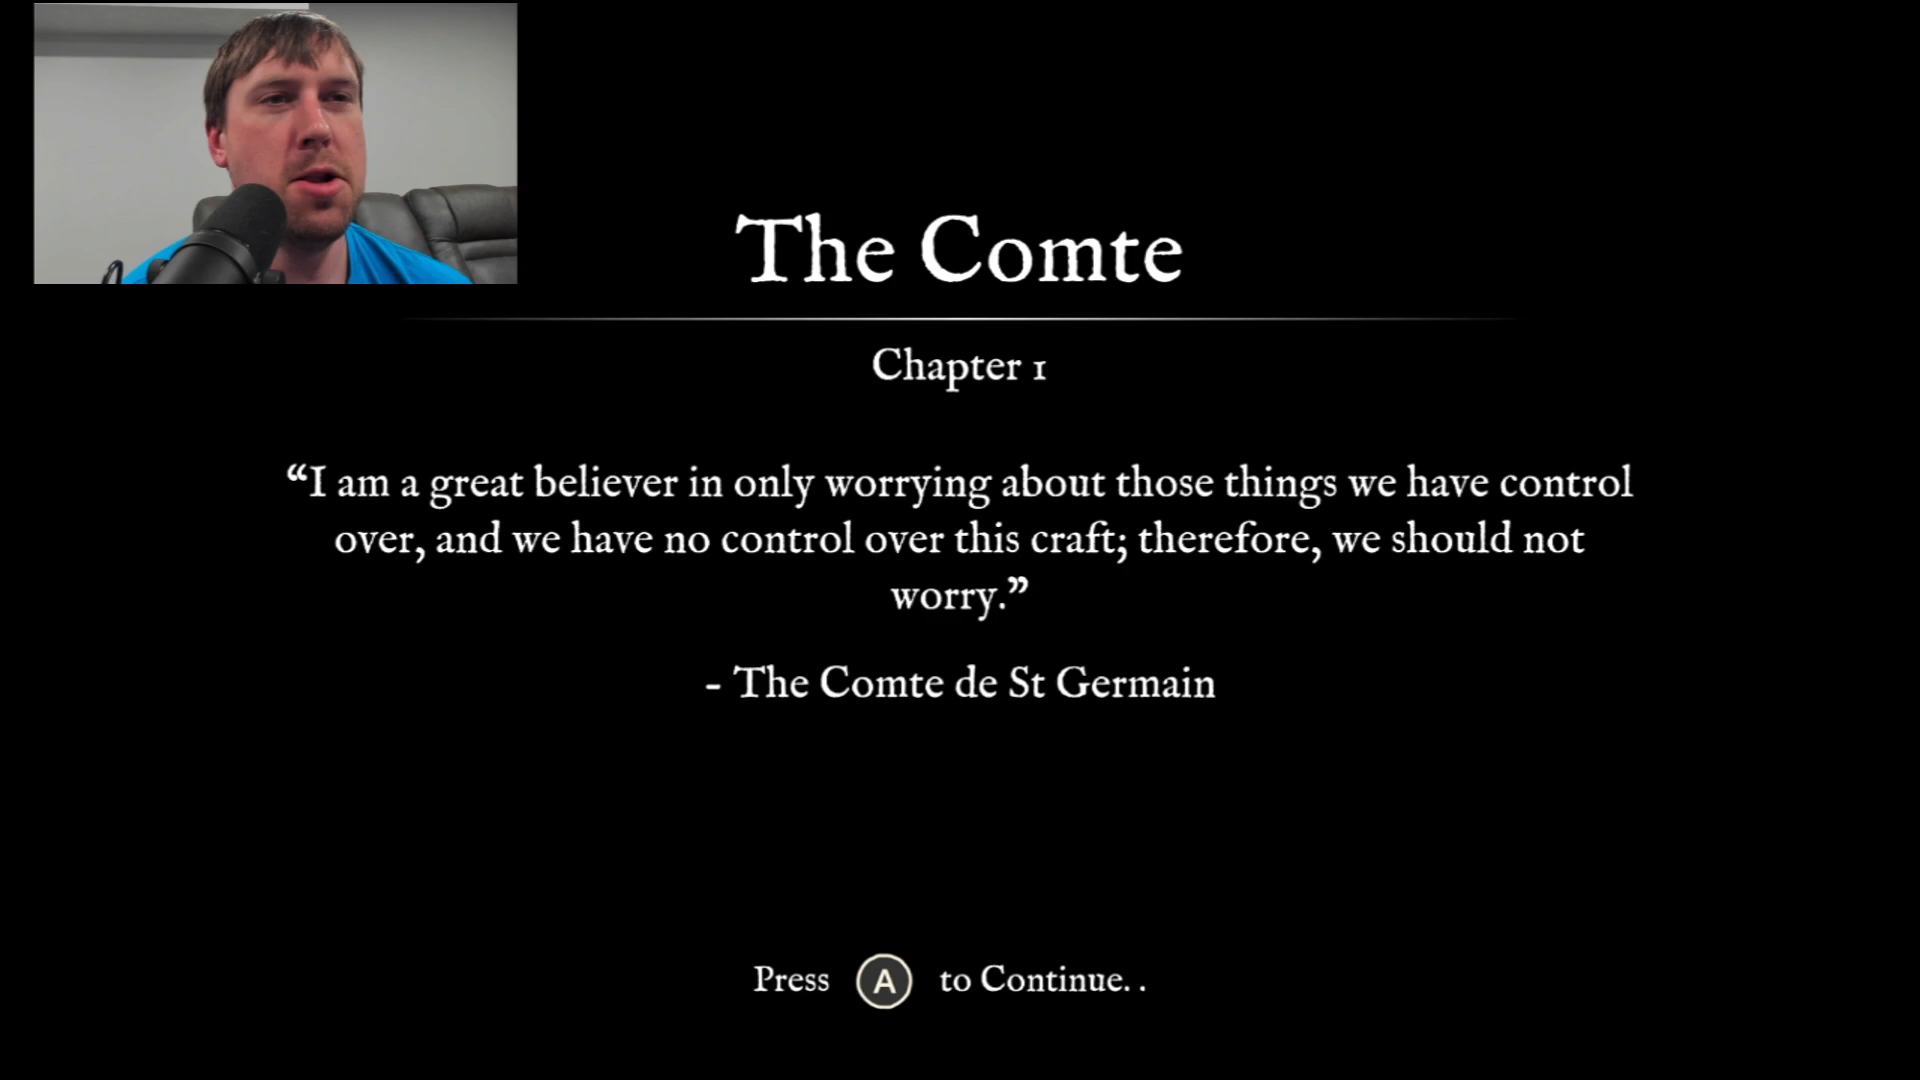 The Comte
Chapter 1
“I am a great believer in only worrying about those things we have control
over, and we have no control over this craft; therefore, we should not
worry.”
- The Comte de St Germain
Press A to Continue. .